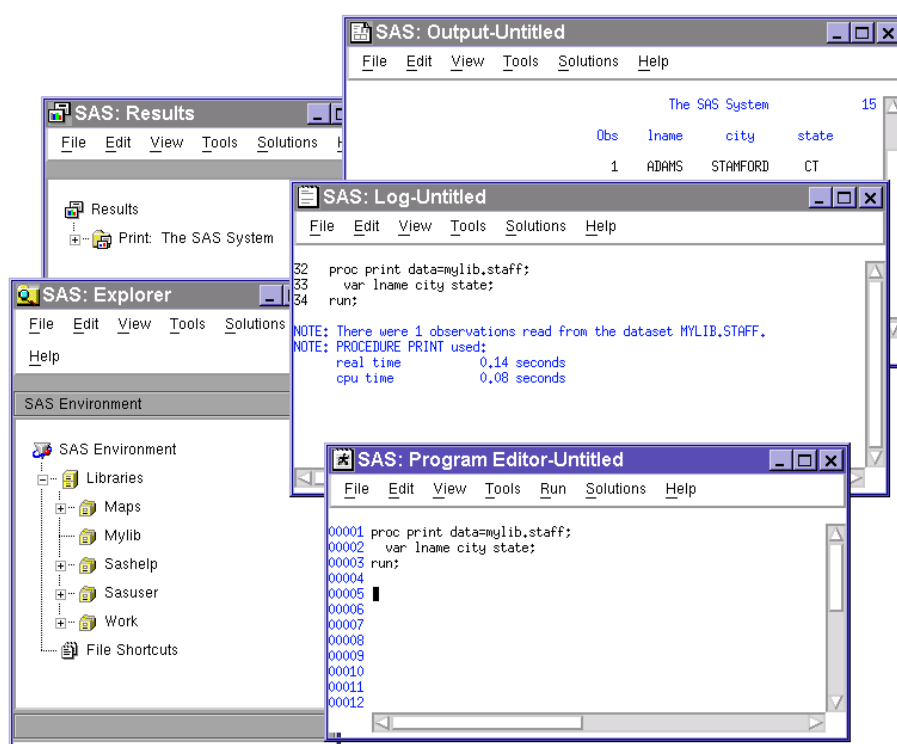 SAS: Output-Untitled
File Edit View Tools Solutions Help
The SAS System 15
Obs lname city state
1 ADAMS STAMFORD CT
SAS: Results
File Edit View Tools Solutions
Results
Print: The SAS System
SAS: Log-Untitled
File Edit View Tools Solutions Help
32 proc print data=mylib.staff;
33 var lname city state;
34 run;
NOTE: There were 1 observations read from the dataset MYLIB.STAFF.
NOTE: PROCEDURE PRINT used:
real time 0.14 seconds
cpu time 0.08 seconds
SAS: Explorer
File Edit View Tools Solutions
Help
SAS Environment
SAS Environment
Libraries
Maps
Mylib
Sashelp
Sasuser
Work
File Shortcuts
SAS: Program Editor-Untitled
File Edit View Tools Run Solutions Help
00001 proc print data=mylib.staff;
00002 var lname city state;
00003 run;
00004
00005
00006
00007
00008
00009
00010
00011
00012